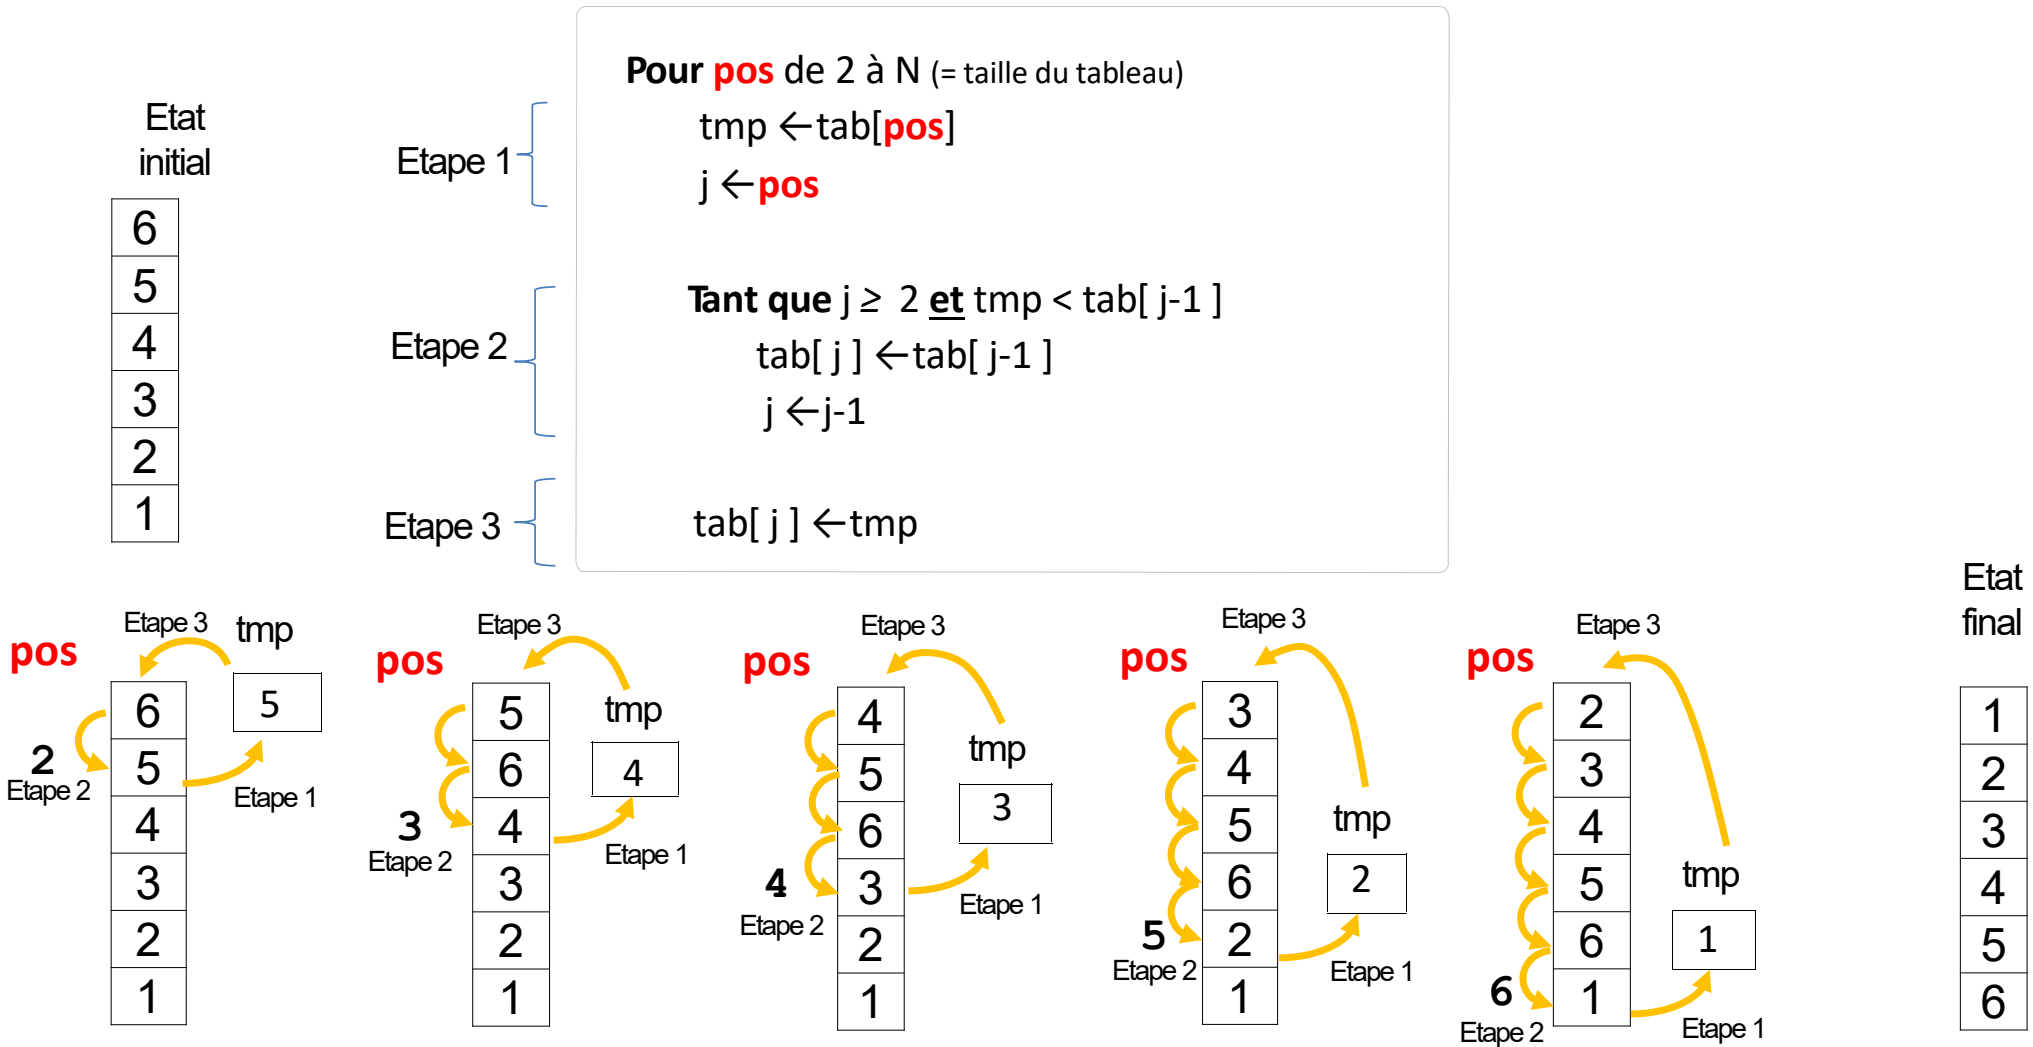 Pour pos de 2 à N (= taille du tableau)
tmp ←tab[pos]
j ←pos
Tant que j ≥ 2 et tmp < tab[ j-1 ]
tab[ j ] ←tab[ j-1 ]
j ←j-1
tab[ j ] ←tmp
Etape 1
Etape 2
Etape 3
Etat
initial
6
5
4
3
2
1
pos
Etape 3
tmp
5
2
Etape 2
Etape 1
6
5
4
3
2
1
pos
Etape 3
tmp
4
3
Etape 2
Etape 1
5
6
4
3
2
1
pos
Etape 3
tmp
3
4
Etape 2
Etape 1
4
5
6
3
2
1
pos
Etape 3
tmp
2
5
Etape 2
Etape 1
3
4
5
6
2
1
pos
Etape 3
tmp
1
6
Etape 2
Etape 1
2
3
4
5
6
1
Etat
final
1
2
3
4
5
6